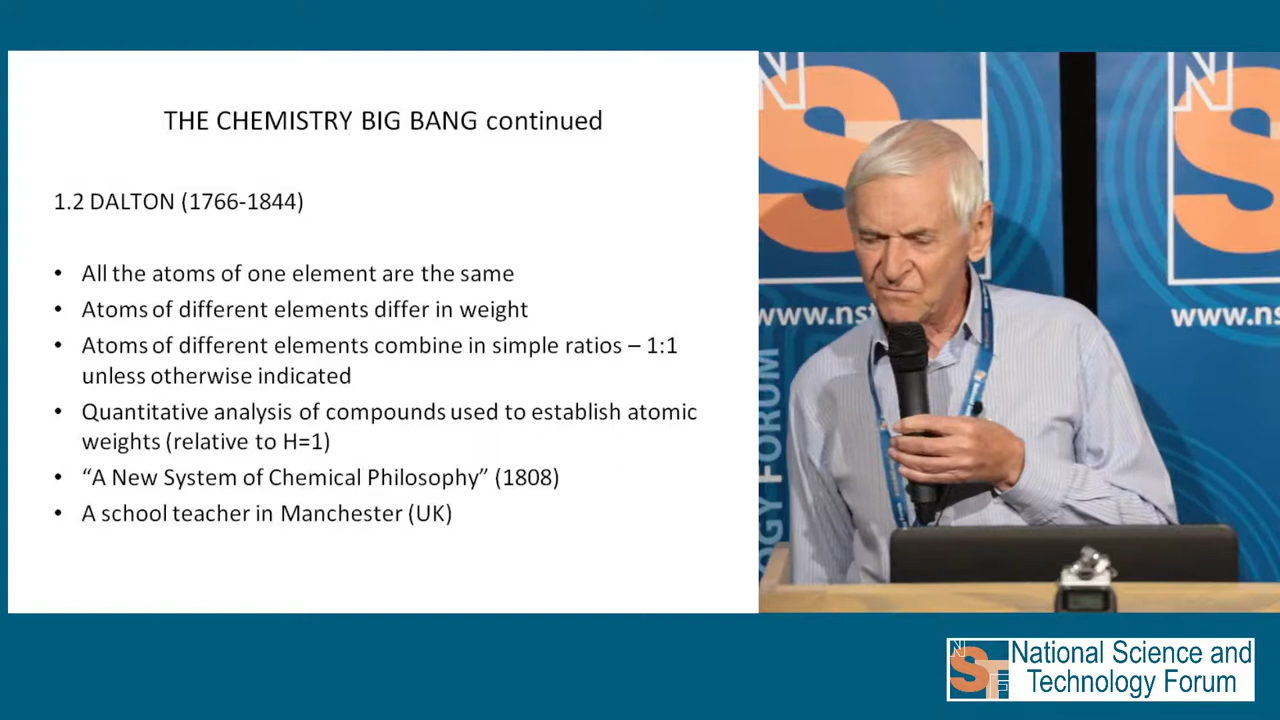 THE CHEMISTRY BIG BANG continued
1.2 DALTON (1766-1844)
• All the atoms of one element are the same
• Atoms of different elements differ in weight
• Atoms of different elements combine in simple ratios – 1:1
unless otherwise indicated
• Quantitative analysis of compounds used to establish atomic
weights (relative to H=1)
• “A New System of Chemical Philosophy” (1808)
• A school teacher in Manchester (UK)
N
S
N
S
www.nst
www.ns
OGY FORUM
N
S
T
F
National Science and
Technology Forum